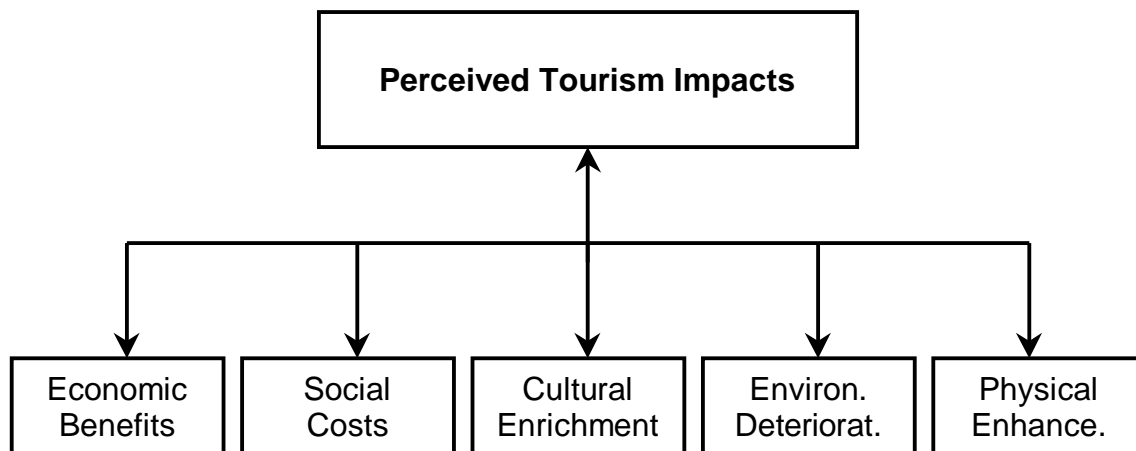 Perceived Tourism Impacts
Economic
Benefits
Social
Costs
Cultural
Enrichment
Environ.
Deteriorat.
Physical
Enhance.